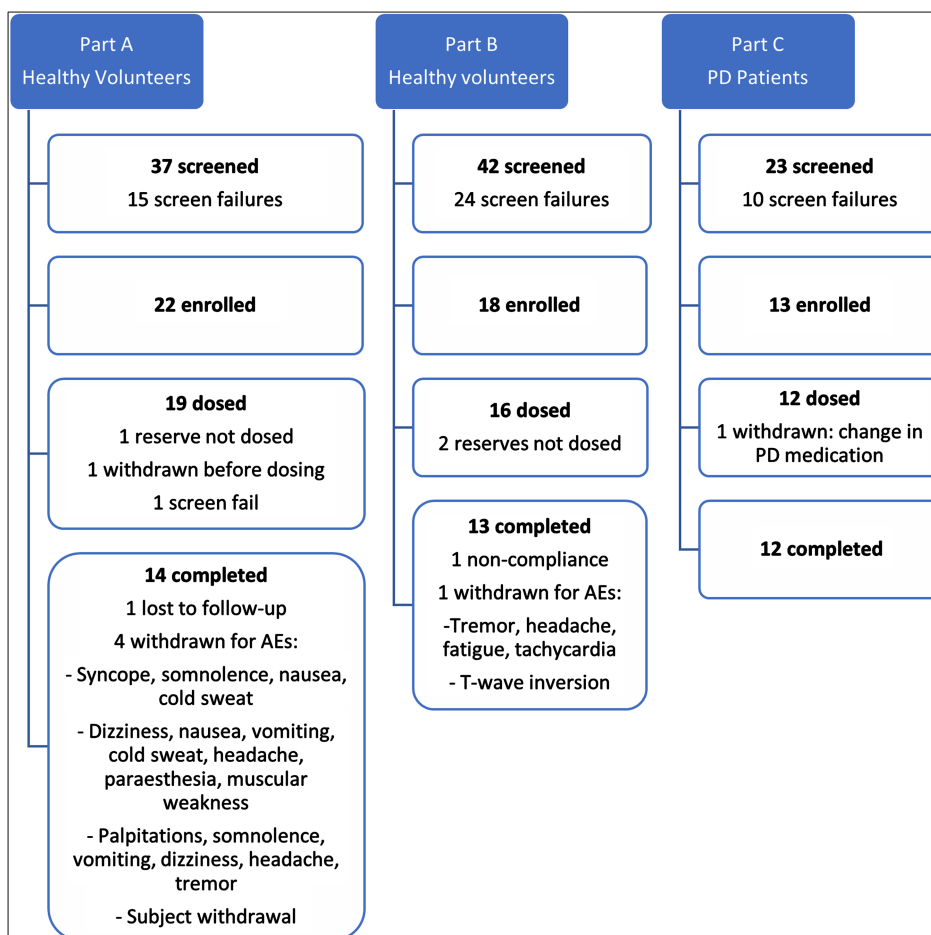 Part A
Healthy Volunteers
37 screened
15 screen failures
22 enrolled
19 dosed
1 reserve not dosed
1 withdrawn before dosing
1 screen fail
14 completed
1 lost to follow-up
4 withdrawn for AEs:
- Syncope, somnolence, nausea,
cold sweat
- Dizziness, nausea, vomiting,
cold sweat, headache,
paraesthesia, muscular
weakness
- Palpitations, somnolence,
vomiting, dizziness, headache,
tremor
- Subject withdrawal
Part B
Healthy volunteers
42 screened
24 screen failures
18 enrolled
16 dosed
2 reserves not dosed
13 completed
1 non-compliance
1 withdrawn for AEs:
-Tremor, headache,
fatigue, tachycardia
- T-wave inversion
Part C
PD Patients
23 screened
10 screen failures
13 enrolled
12 dosed
1 withdrawn: change in
PD medication
12 completed